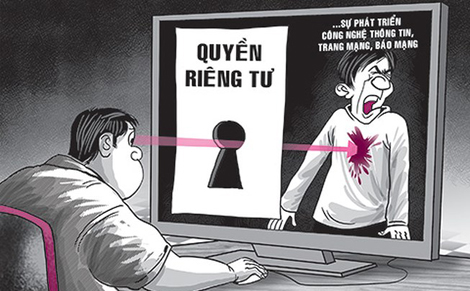 QUYỀN
RIÊNG TƯ
...SỰ PHÁT TRIỂN
CÔNG NGHỆ THÔNG TIN,
TRANG MẠNG, BÁO MẠNG